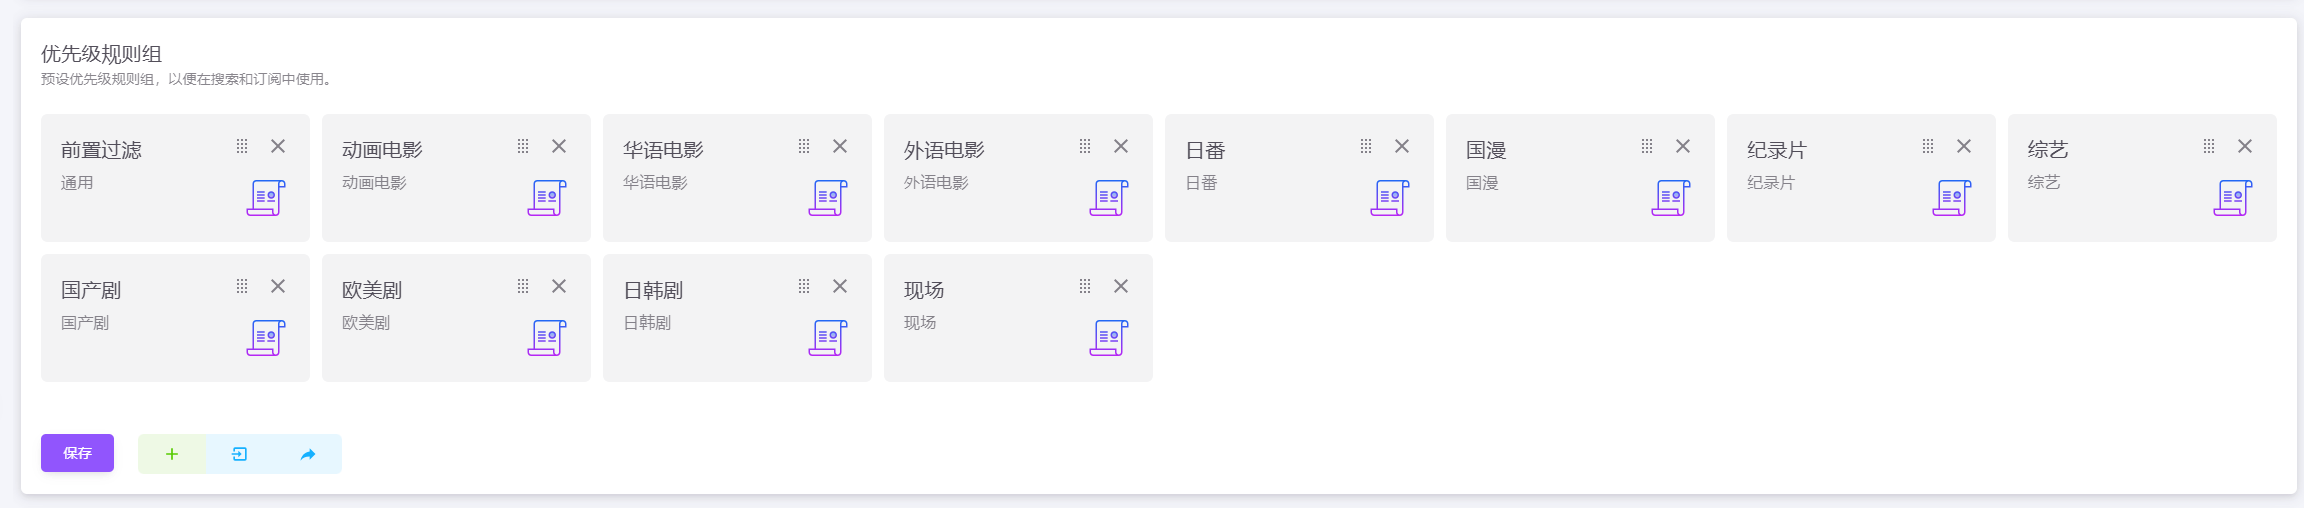 优先级规则组
预设优先级规则组，以便在搜索和订阅中使用。
前置过滤
通用
动画电影
动画电影
华语电影
华语电影
外语电影
外语电影
日番
日番
国漫
国漫
纪录片
纪录片
综艺
综艺
国产剧
国产剧
欧美剧
欧美剧
日韩剧
日韩剧
现场
现场
保存